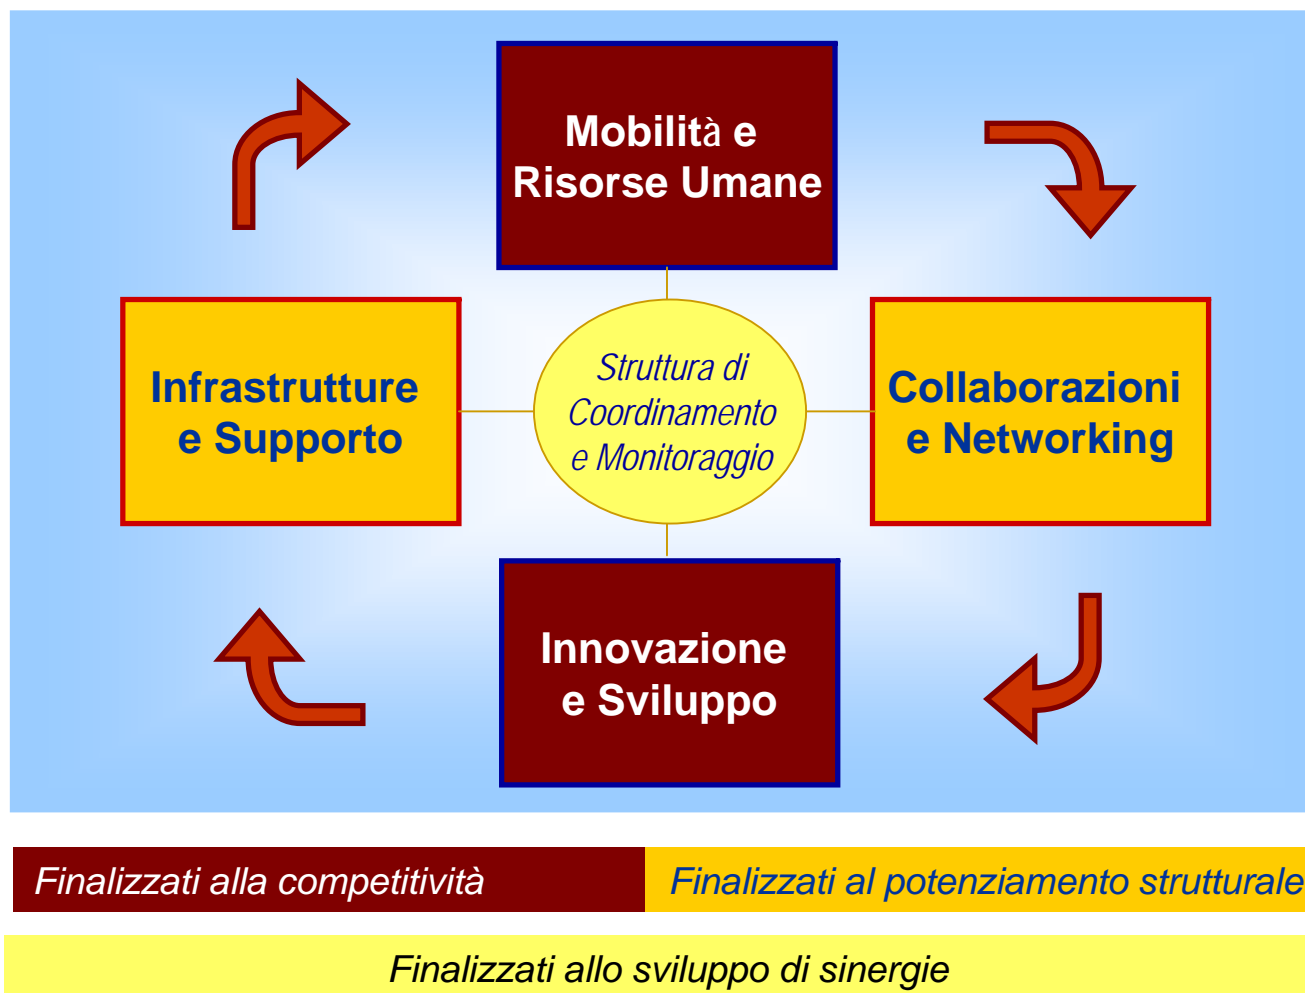 Mobilità e
Risorse Umane
Infrastrutture
e Supporto
Struttura di
Coordinamento
e Monitoraggio
Collaborazioni
e Networking
Innovazione
e Sviluppo
Finalizzati alla competitività
Finalizzati al potenziamento strutturale
Finalizzati allo sviluppo di sinergie